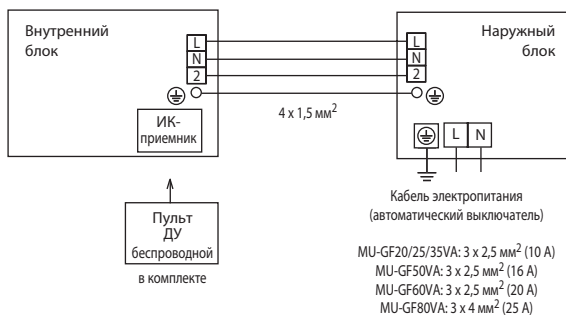 Внутренний
блок
L
N
2
ИК-
приемник
Пульт
ДУ
беспроводной
в комплекте
4 x 1,5 мм²
Наружный
блок
L
N
2
L N
Кабель электропитания
(автоматический выключатель)
MU-GF20/25/35VA: 3 x 2,5 мм² (10 А)
MU-GF50VA: 3 x 2,5 мм² (16 А)
MU-GF60VA: 3 x 2,5 мм² (20 А)
MU-GF80VA: 3 x 4 мм² (25 А)